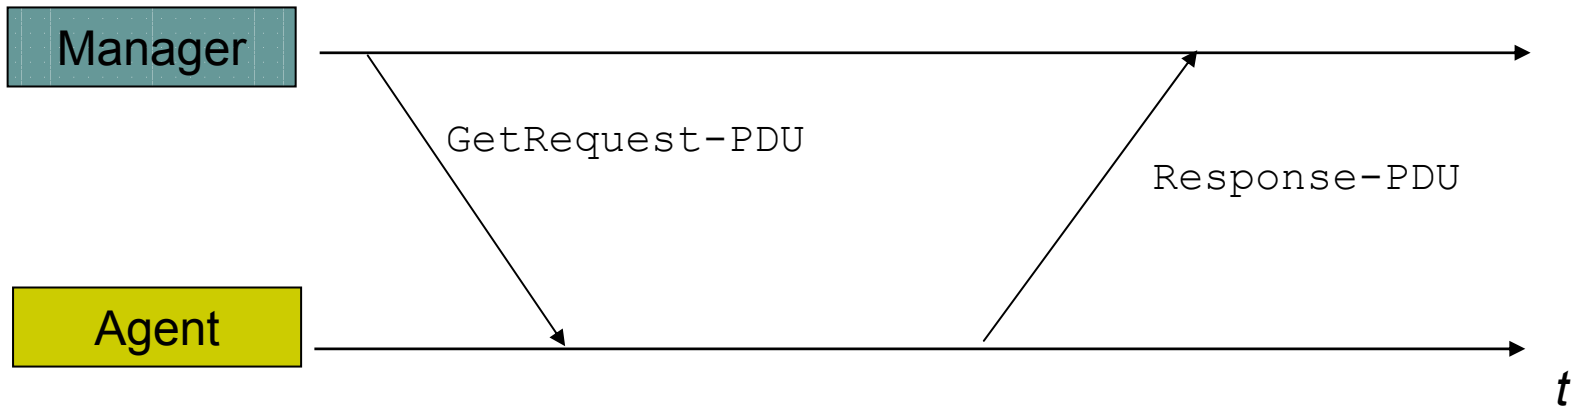 Manager
GetRequest-PDU
Response-PDU
Agent
t